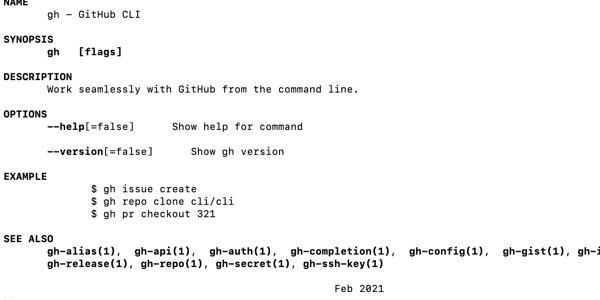 NAME
gh – GitHub CLI
SYNOPSIS
gh [flags]
DESCRIPTION
Work seamlessly with GitHub from the command line.
OPTIONS
--help[=false] Show help for command
--version[=false] Show gh version
EXAMPLE
$ gh issue create
$ gh repo clone cli/cli
$ gh pr checkout 321
SEE ALSO
gh-alias(1), gh-api(1), gh-auth(1), gh-completion(1), gh-config(1), gh-gist(1),
gh-release(1), gh-repo(1), gh-secret(1), gh-ssh-key(1)
Feb 2021